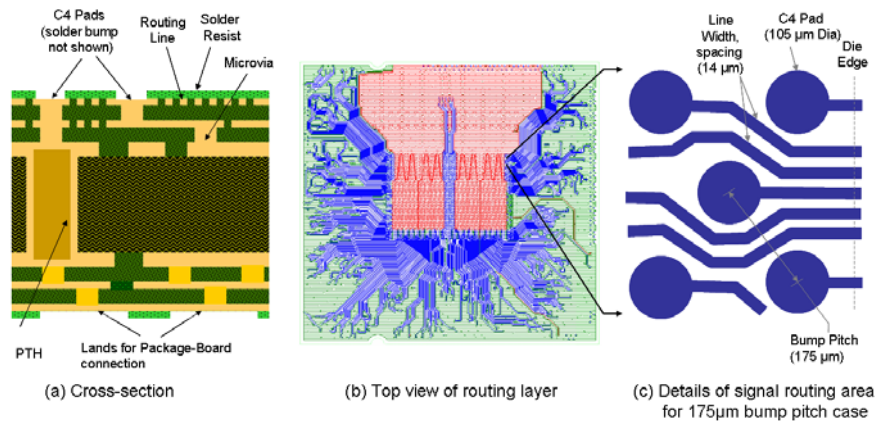 C4 Pads
(solder bump
not shown)
Routing
Line
Solder
Resist
Microvia
PTH
Lands for Package-Board
connection
(a) Cross-section
(b) Top view of routing layer
Line
Width,
spacing
(14 µm)
C4 Pad
(105 µm Dia)
Die
Edge
Bump Pitch
(175 µm)
(c) Details of signal routing area
for 175µm bump pitch case